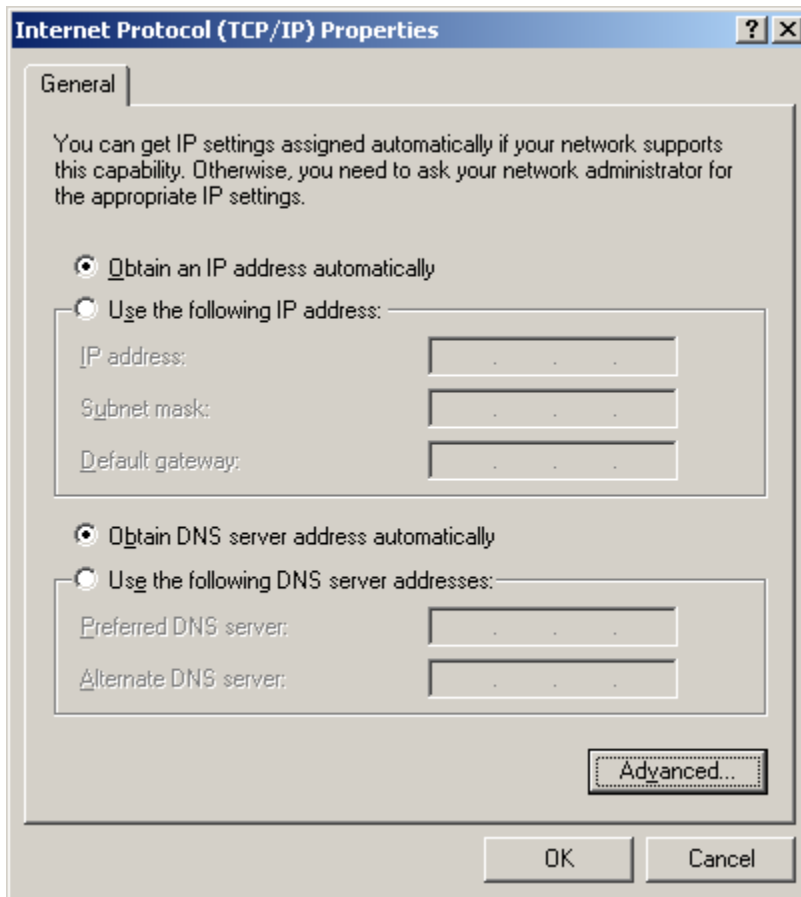 Internet Protocol (TCP/IP) Properties
General
You can get IP settings assigned automatically if your network supports
this capability. Otherwise, you need to ask your network administrator for
the appropriate IP settings.
Obtain an IP address automatically
Use the following IP address:
IP address:
Subnet mask:
Default gateway:
Obtain DNS server address automatically
Use the following DNS server addresses:
Preferred DNS server:
Alternate DNS server:
Advanced...
OK Cancel